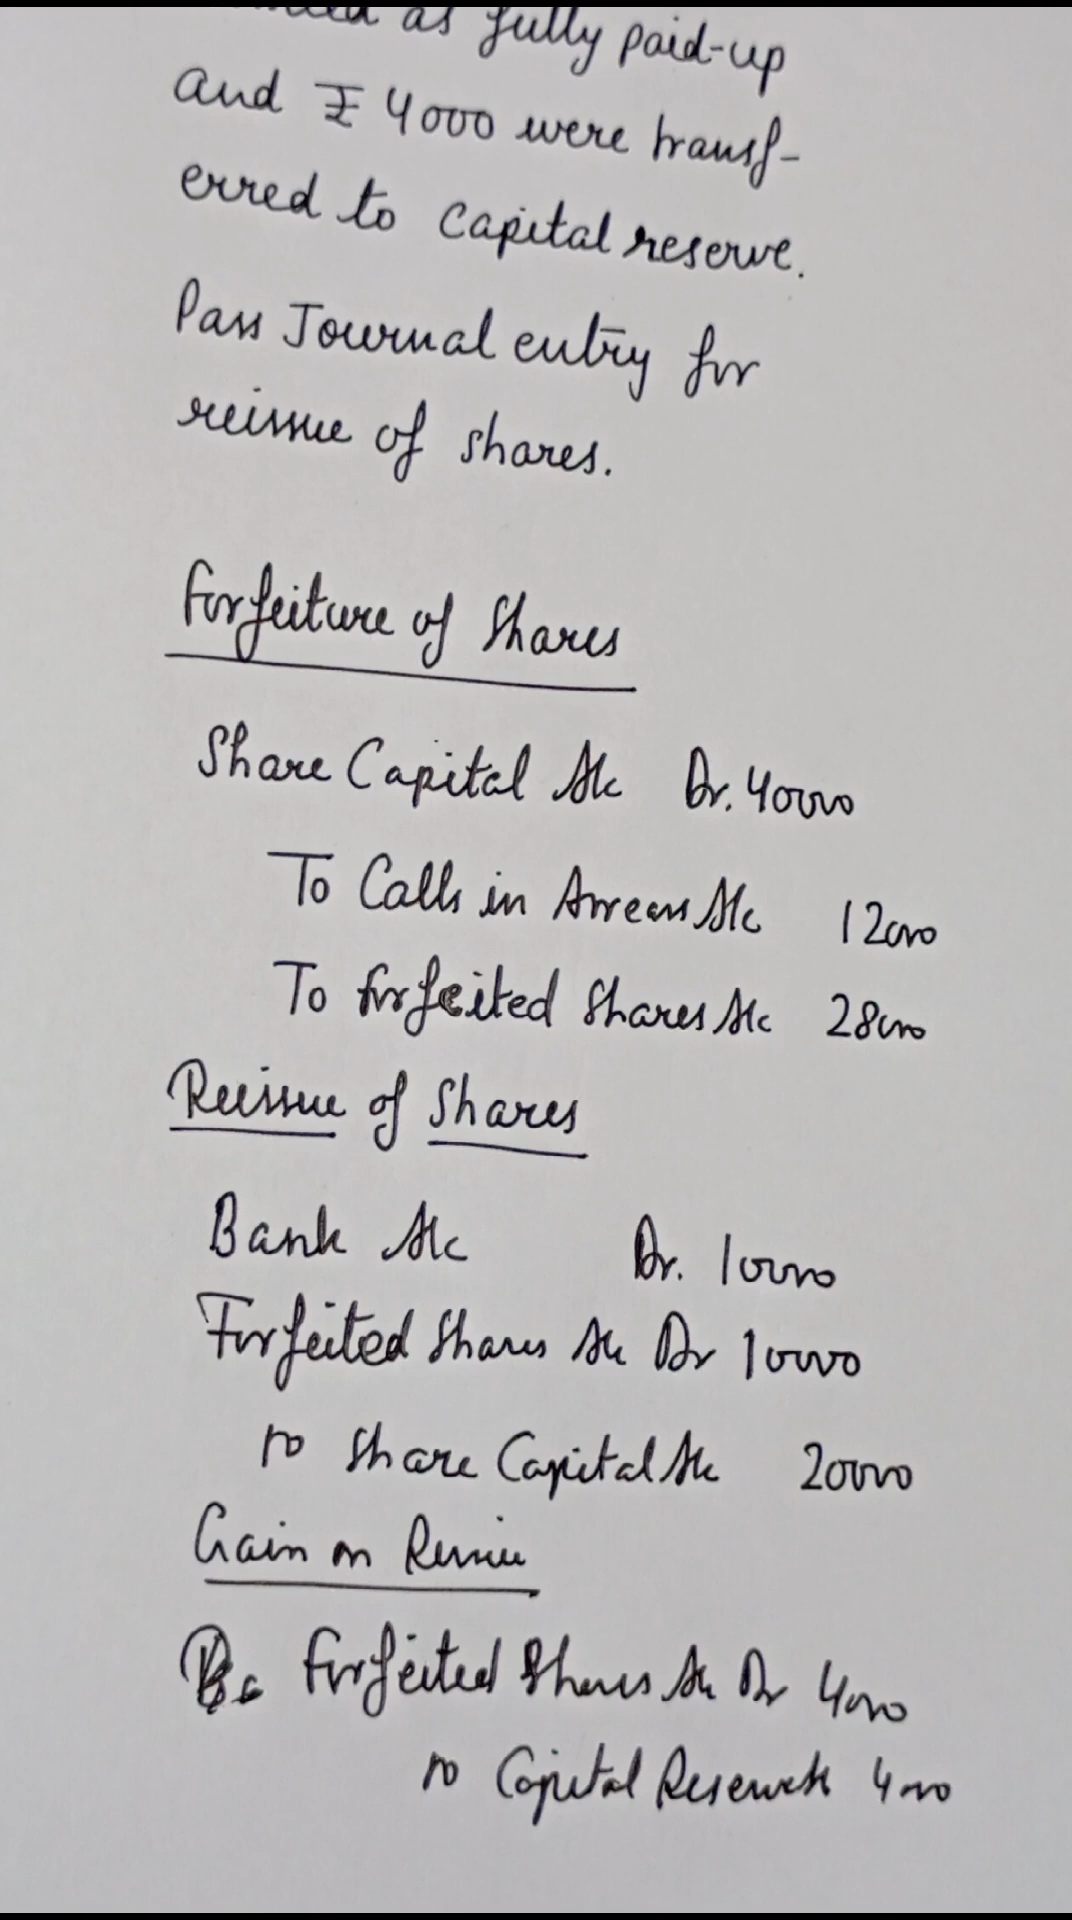 as fully paid-up
and ₹ 4000 were transf-
erred to capital reserve.
Pass Journal entry for
reissue of shares.
Forfeiture of Shares
Share Capital A/c Dr. 40000
To Calls in Arrears A/c 12000
To forfeited Shares A/c 28000
Reissue of Shares
Bank A/c Dr. 10000
Forfeited Shares A/c Dr 10000
to Share Capital A/c 20000
Gain on Reissue
Forfeited Shares A/c Dr 4000
to Capital Reserve A/c 4000